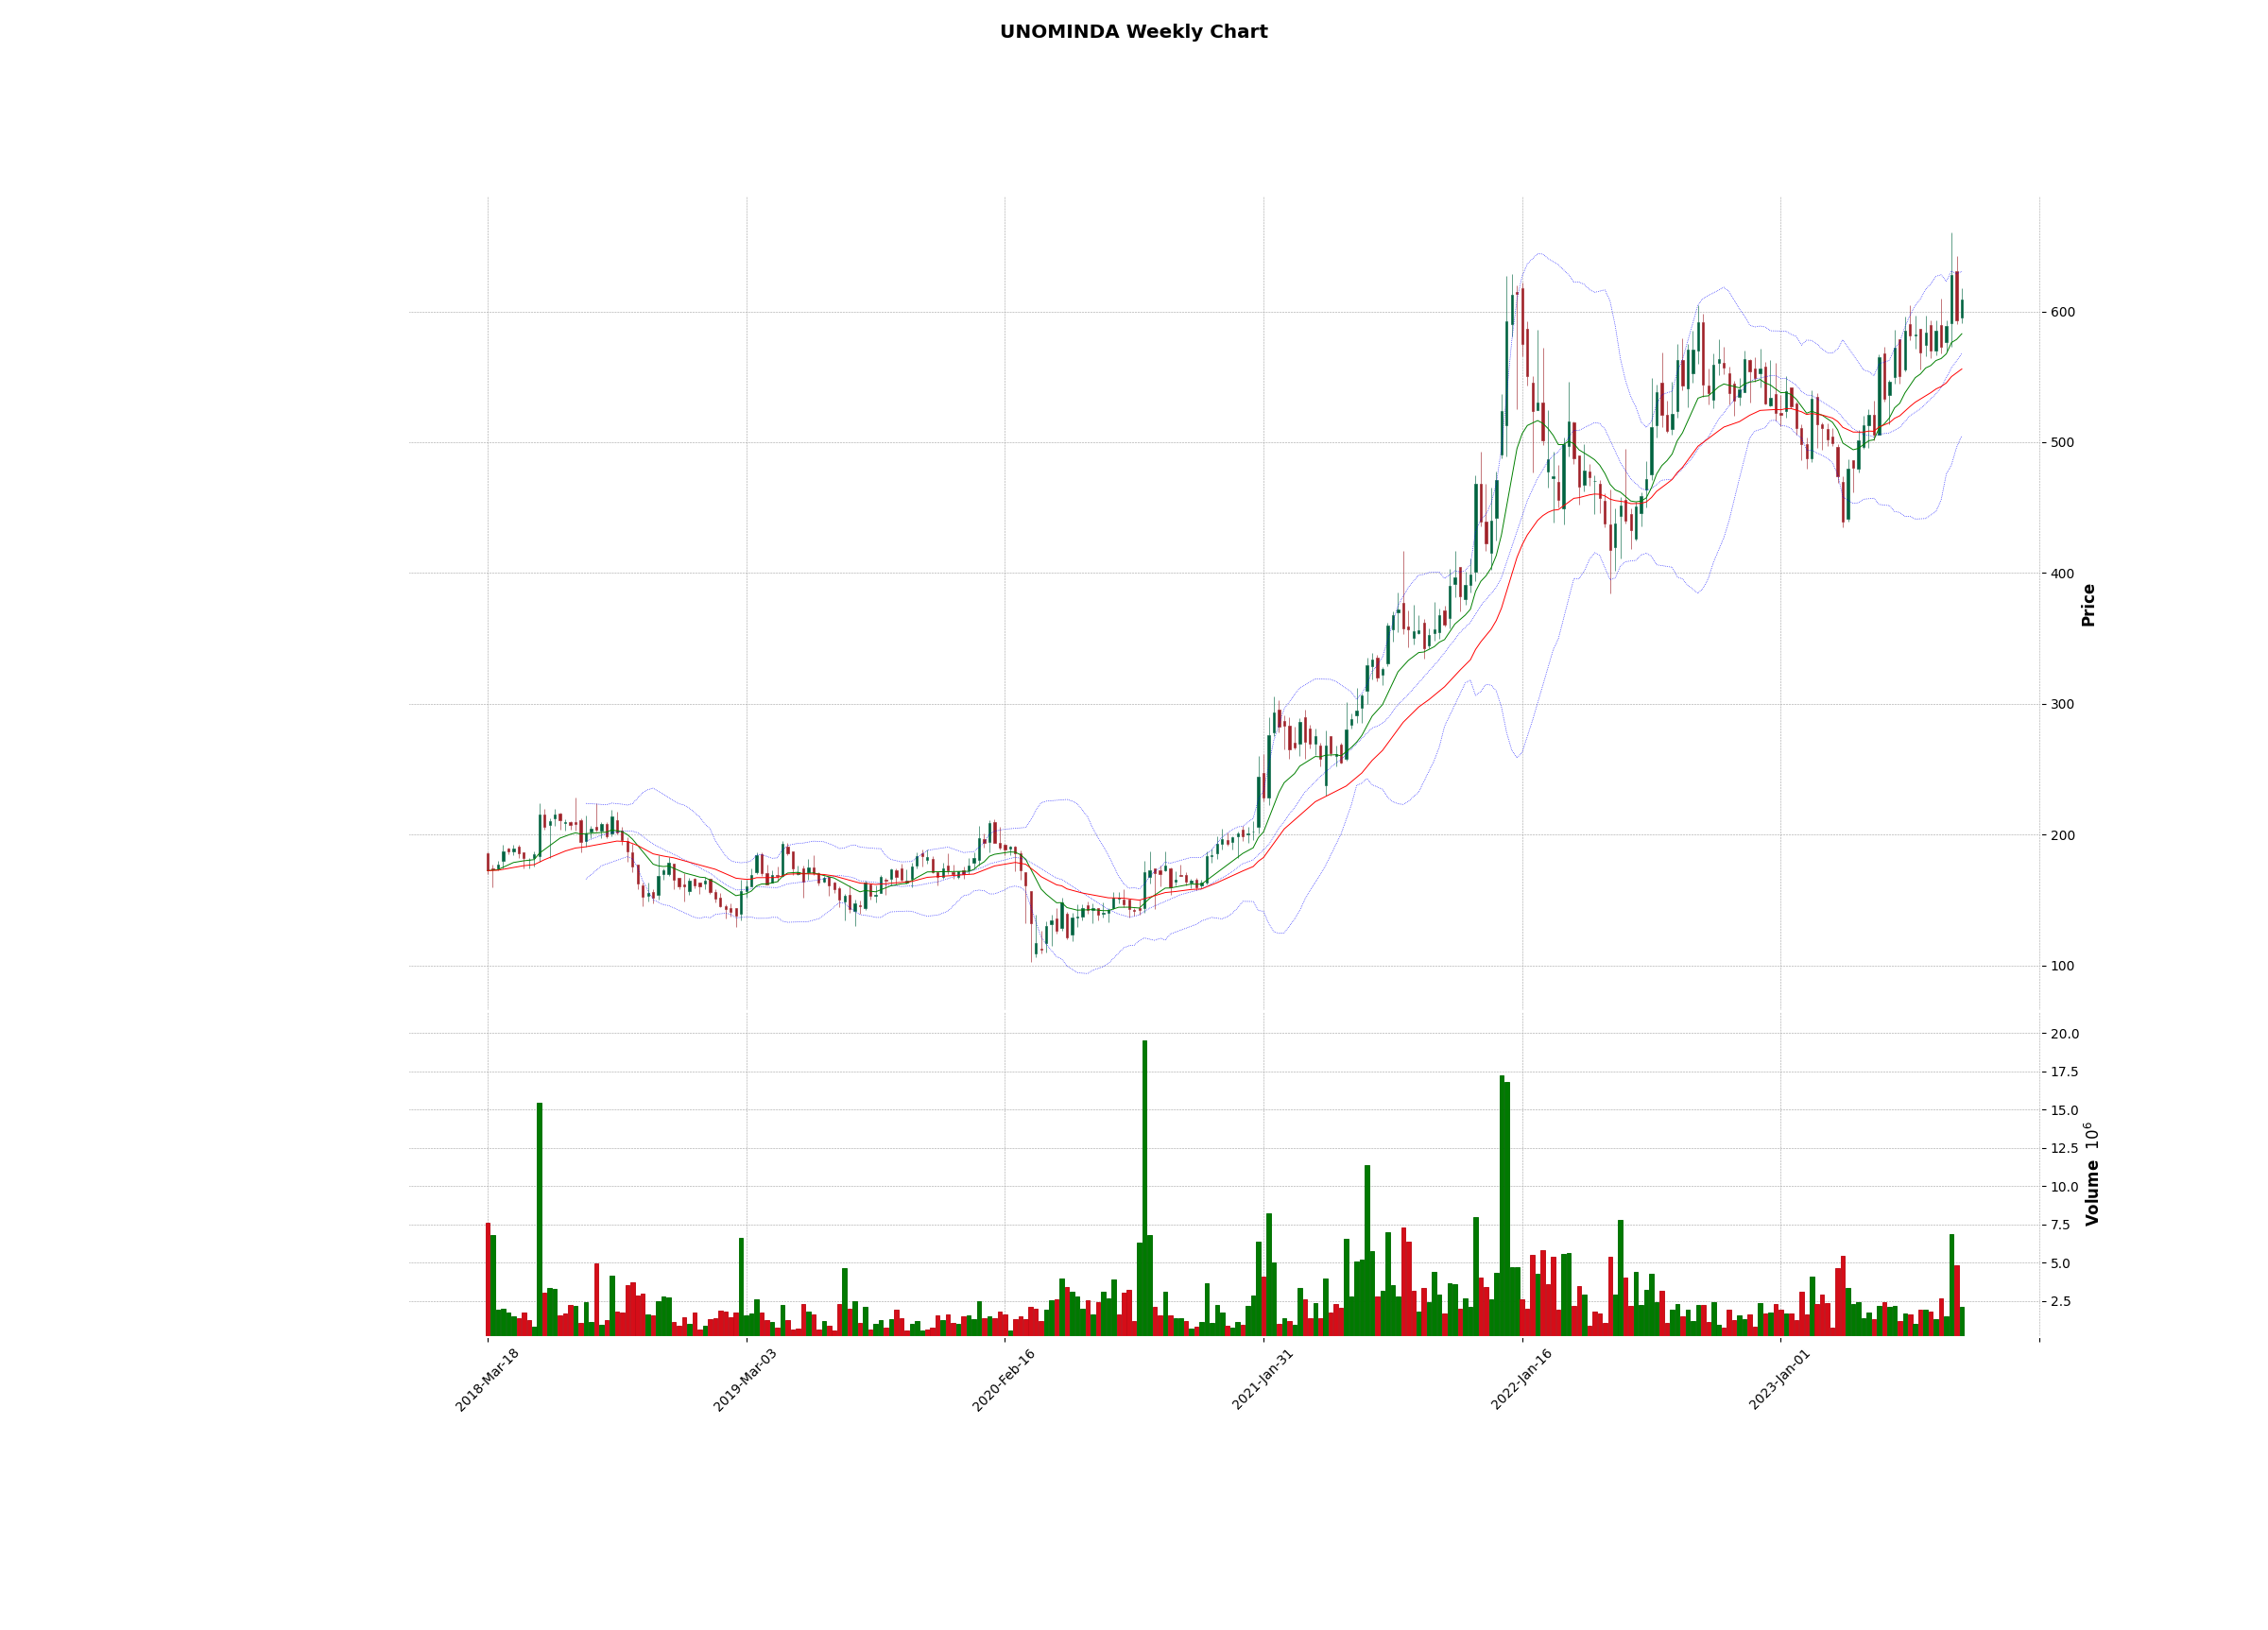 UNOMINDA Weekly Chart
600
500
400
300
200
100
Price
20.0
17.5
15.0
12.5
10.0
7.5
5.0
2.5
Volume 10^6
2018-Mar-18
2019-Mar-03
2020-Feb-16
2021-Jan-31
2022-Jan-16
2023-Jan-01